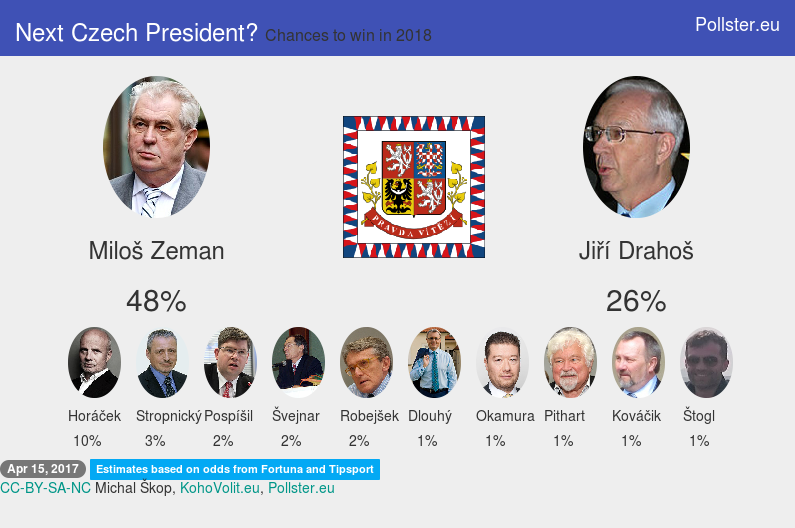 Next Czech President? Chances to win in 2018
Pollster.eu
PRAVDA VÍTĚZÍ
Miloš Zeman
Jiří Drahoš
48%
26%
Horáček Stropnický Pospíšil Švejnar Robejšek Dlouhý Okamura Pithart Kováčik Štogl
10% 3% 2% 2% 2% 1% 1% 1% 1% 1%
Apr 15, 2017 Estimates based on odds from Fortuna and Tipsport
CC-BY-SA-NC Michal Škop, KohoVolit.eu, Pollster.eu